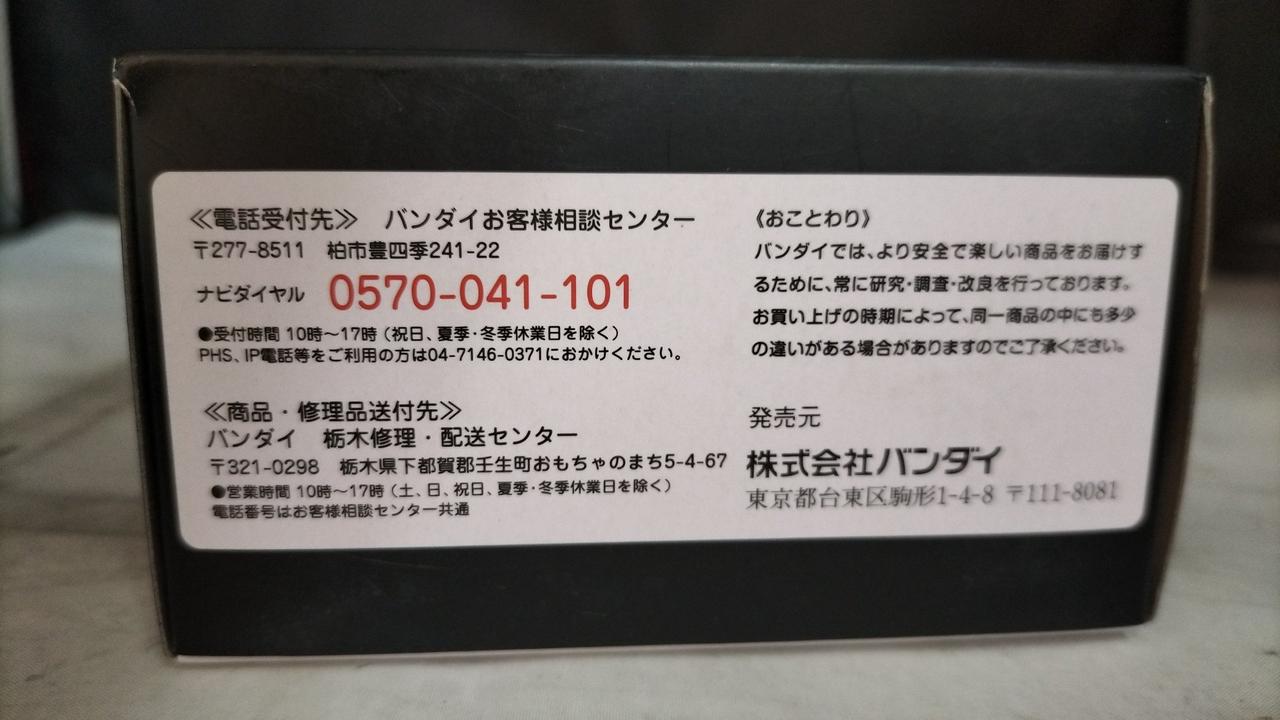 ≪電話受付先≫ バンダイお客様相談センター
〒277-8511 柏市豊四季241-22
ナビダイヤル 0570-041-101
●受付時間 10時〜17時（祝日、夏季・冬季休業日を除く）
PHS、IP電話等をご利用の方は04-7146-0371におかけください。
≪商品・修理品送付先≫
バンダイ 栃木修理・配送センター
〒321-0298 栃木県下都賀郡壬生町おもちゃのまち5-4-67
●営業時間 10時〜17時（土、日、祝日、夏季・冬季休業日を除く）
電話番号はお客様相談センター共通
《おことわり》
バンダイでは、より安全で楽しい商品をお届けす
るために、常に研究・調査・改良を行っております。
お買い上げの時期によって、同一商品の中にも多少
の違いがある場合がありますのでご了承ください。
発売元
株式会社バンダイ
東京都台東区駒形1-4-8 〒111-8081